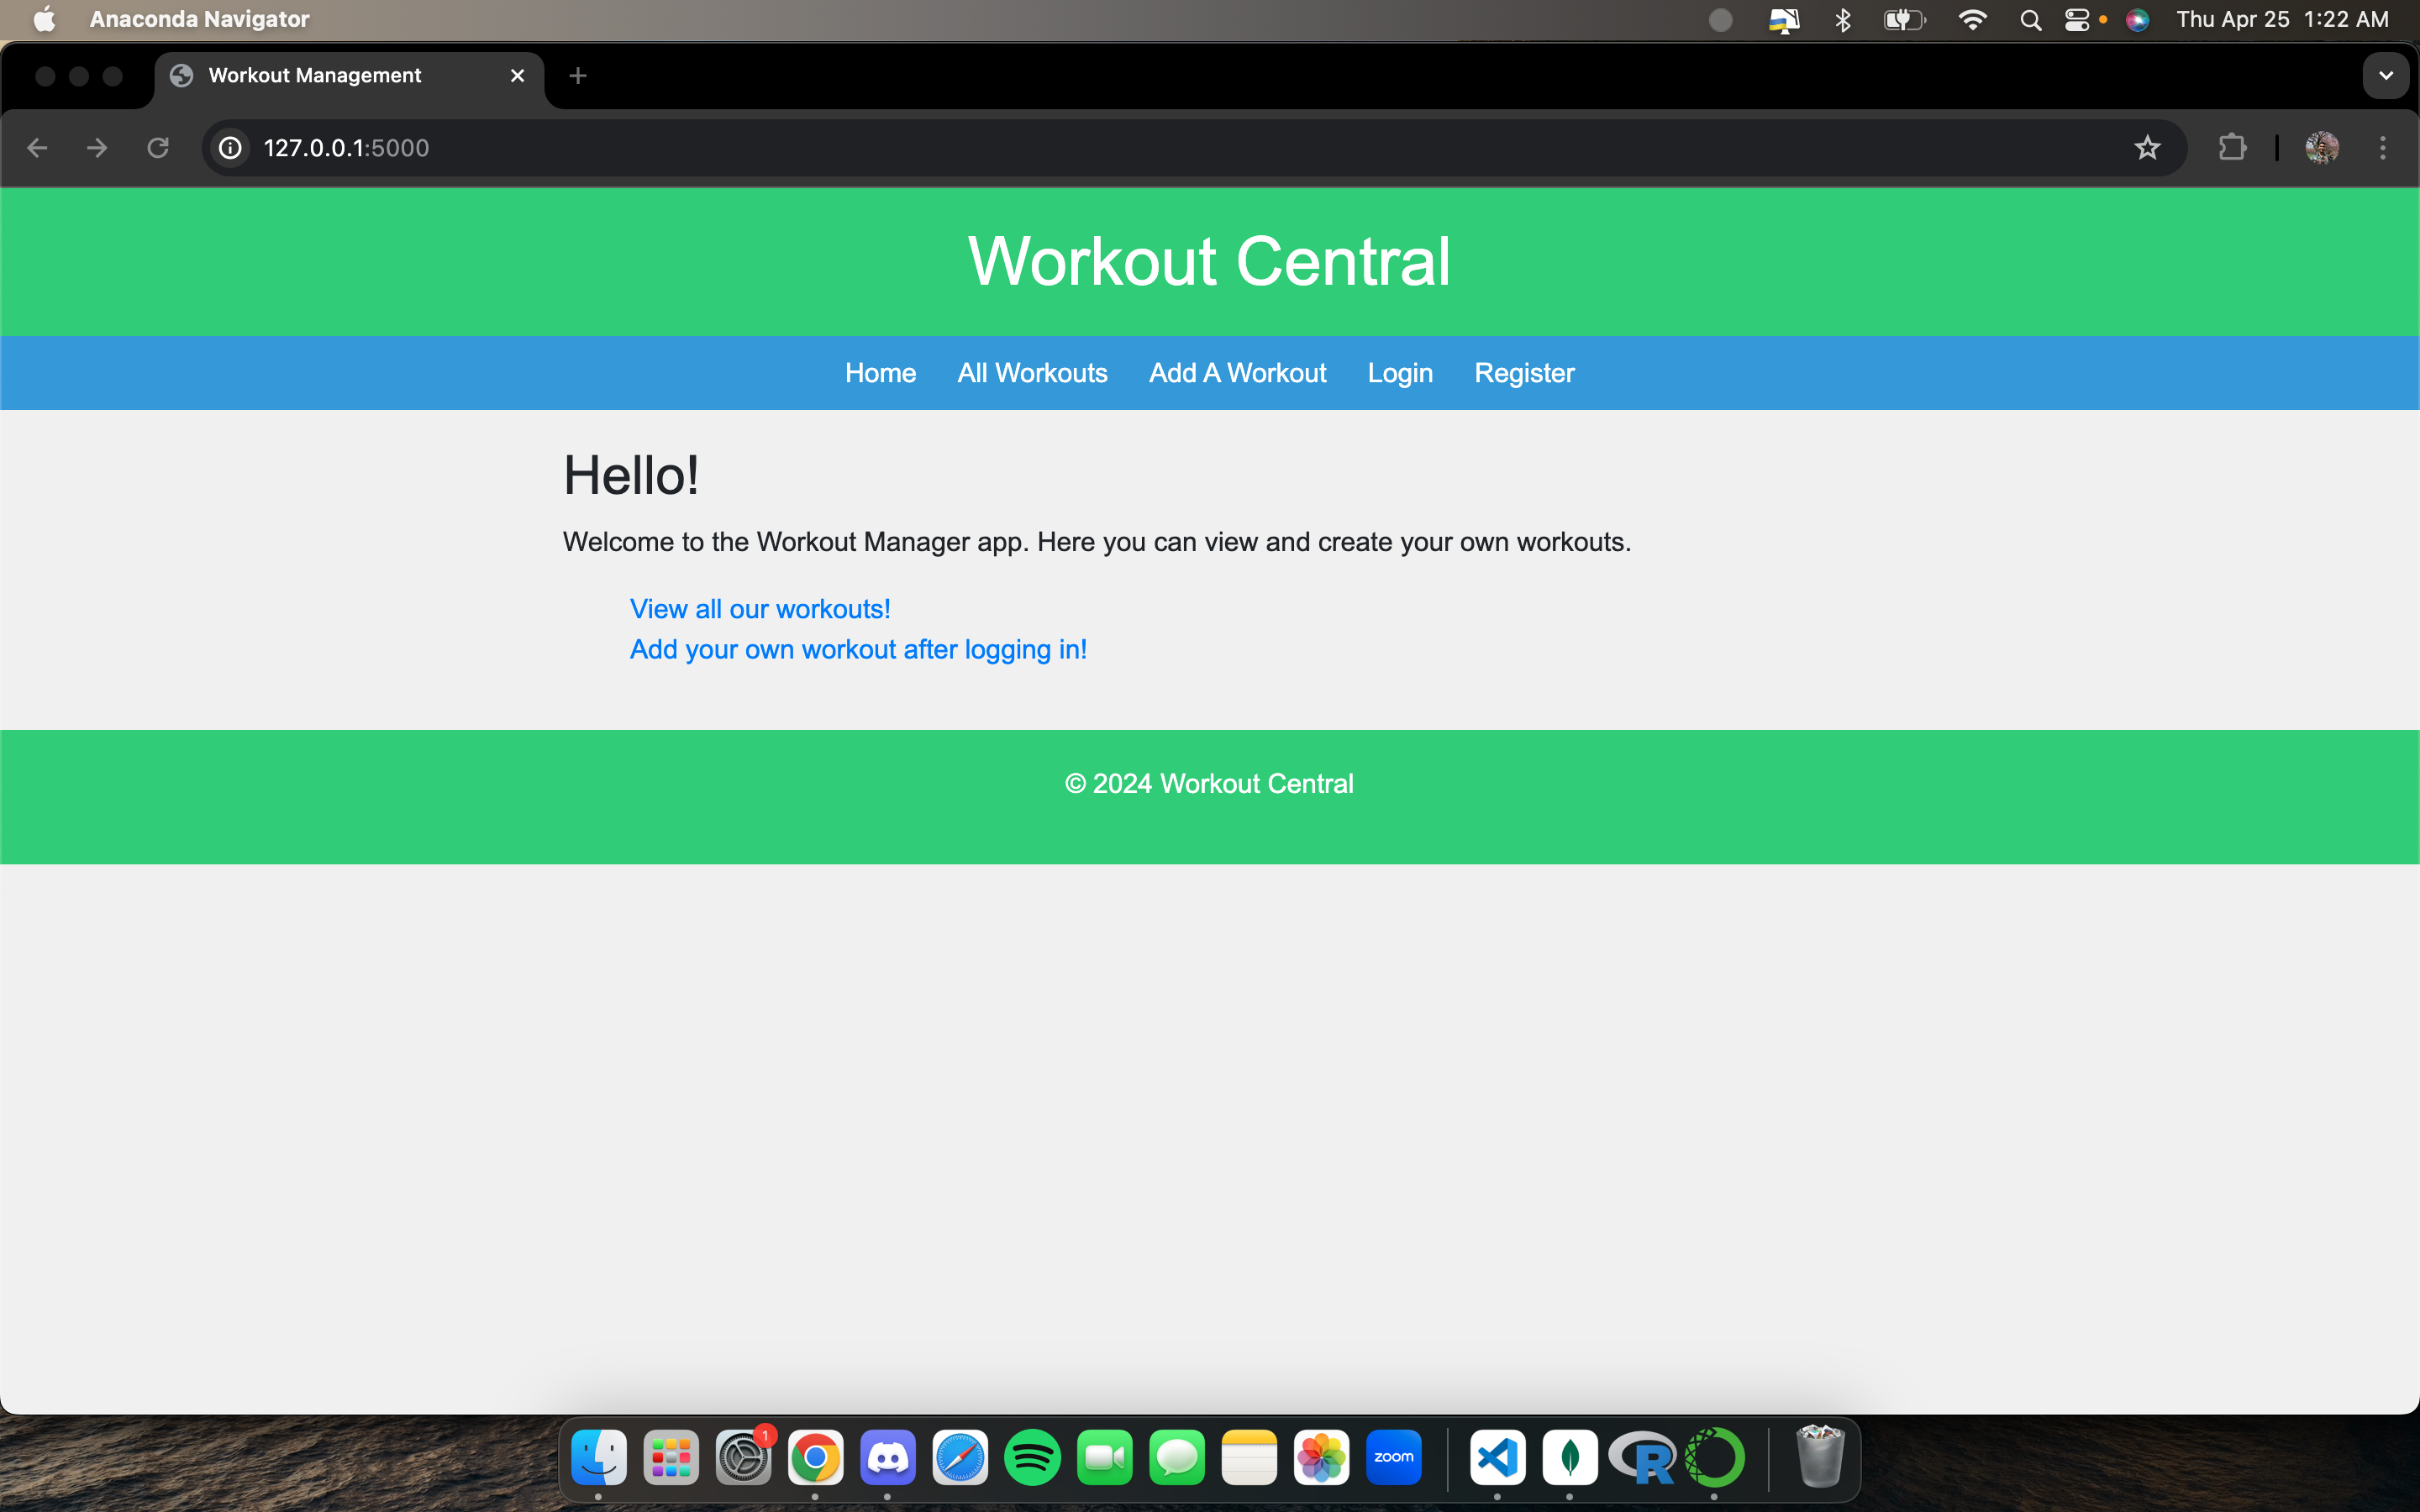 Anaconda Navigator
Thu Apr 25 1:22 AM
Workout Management
127.0.0.1:5000
Workout Central
Home All Workouts Add A Workout Login Register
Hello!
Welcome to the Workout Manager app. Here you can view and create your own workouts.
View all our workouts!
Add your own workout after logging in!
© 2024 Workout Central
1
zoom
R